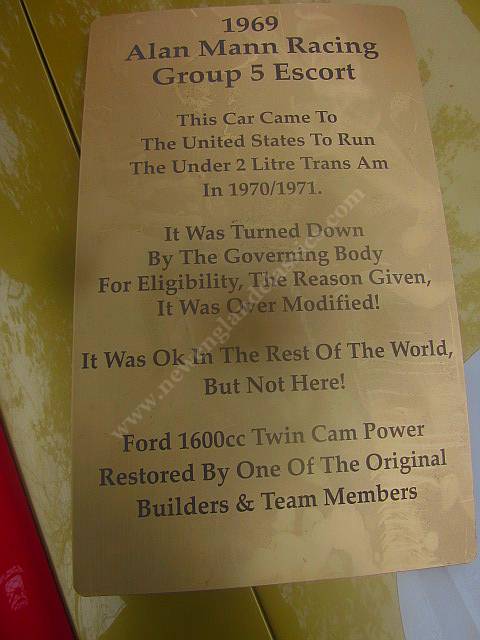 1969
Alan Mann Racing
Group 5 Escort
This Car Came To
The United States To Run
The Under 2 Litre Trans Am
In 1970/1971.
It Was Turned Down
By The Governing Body
For Eligibility, The Reason Given,
It Was Over Modified!
It Was Ok In The Rest Of The World,
But Not Here!
Ford 1600cc Twin Cam Power
Restored By One Of The Original
Builders & Team Members
www.newenglandclassics.com